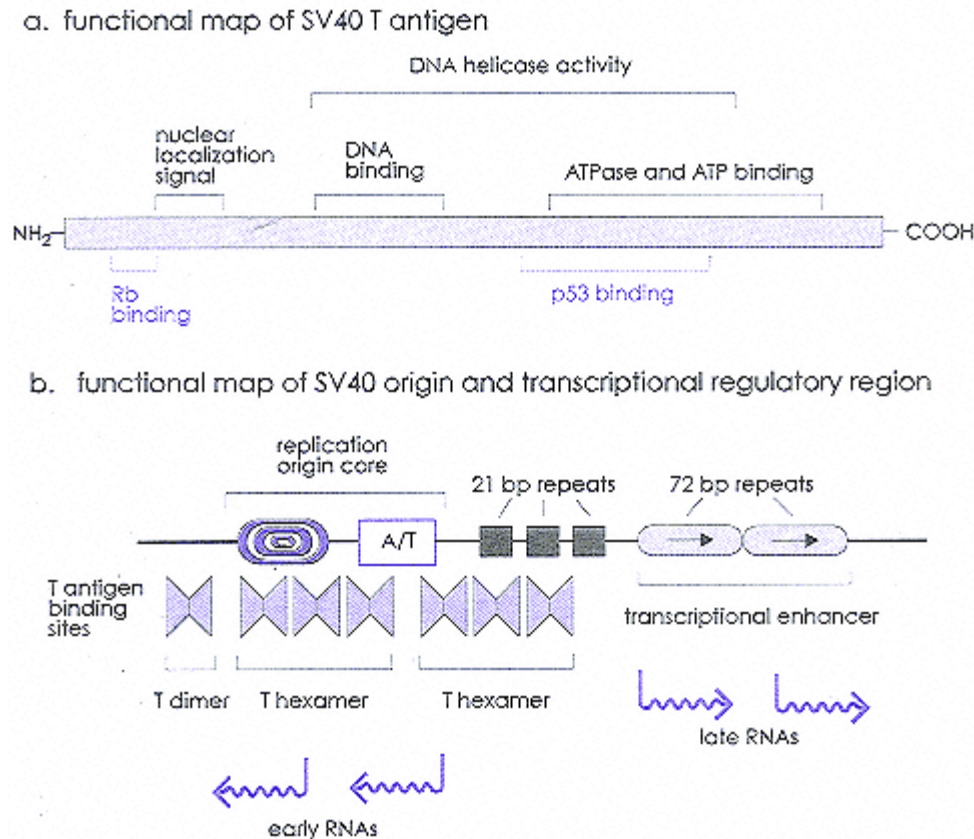 a. functional map of SV40 T antigen
DNA helicase activity
nuclear
localization
signal
DNA
binding
ATPase and ATP binding
NH2
COOH
Rb
binding
p53 binding
b. functional map of SV40 origin and transcriptional regulatory region
replication
origin core
21 bp repeats
72 bp repeats
A/T
T antigen
binding
sites
transcriptional enhancer
T dimer
T hexamer
T hexamer
late RNAs
early RNAs